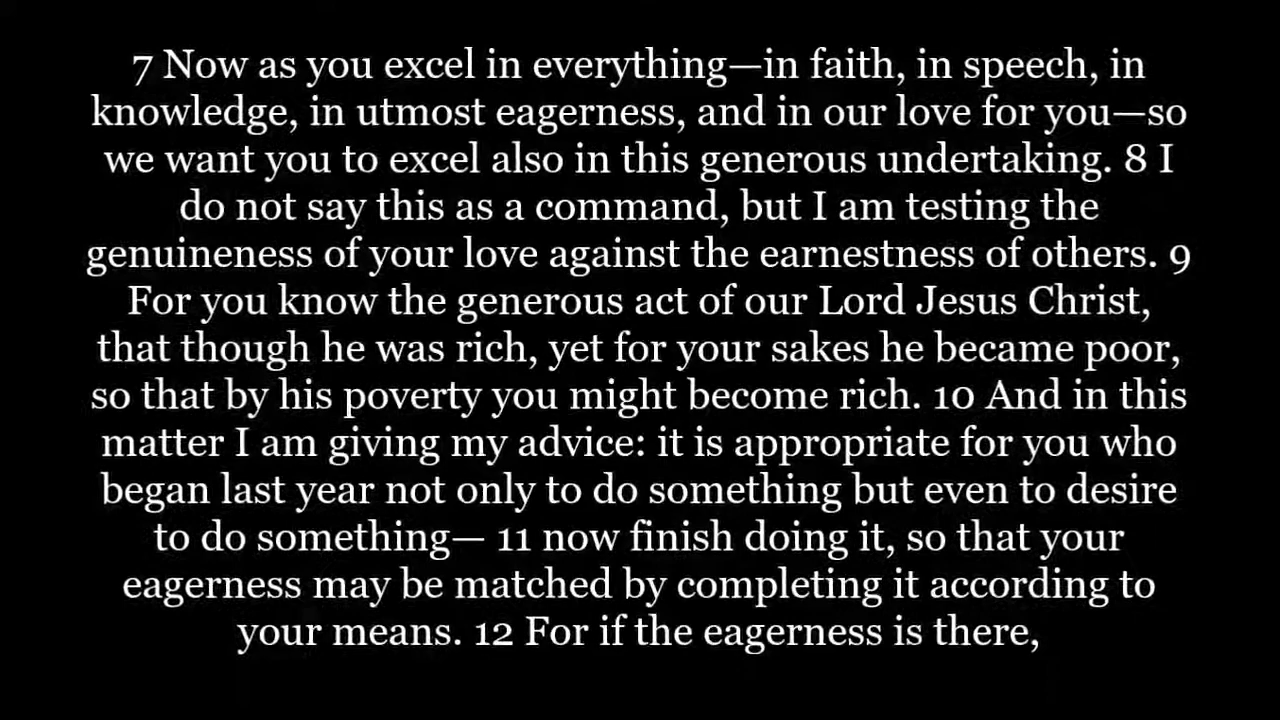 7 Now as you excel in everything—in faith, in speech, in
knowledge, in utmost eagerness, and in our love for you—so
we want you to excel also in this generous undertaking. 8 I
do not say this as a command, but I am testing the
genuineness of your love against the earnestness of others. 9
For you know the generous act of our Lord Jesus Christ,
that though he was rich, yet for your sakes he became poor,
so that by his poverty you might become rich. 10 And in this
matter I am giving my advice: it is appropriate for you who
began last year not only to do something but even to desire
to do something— 11 now finish doing it, so that your
eagerness may be matched by completing it according to
your means. 12 For if the eagerness is there,